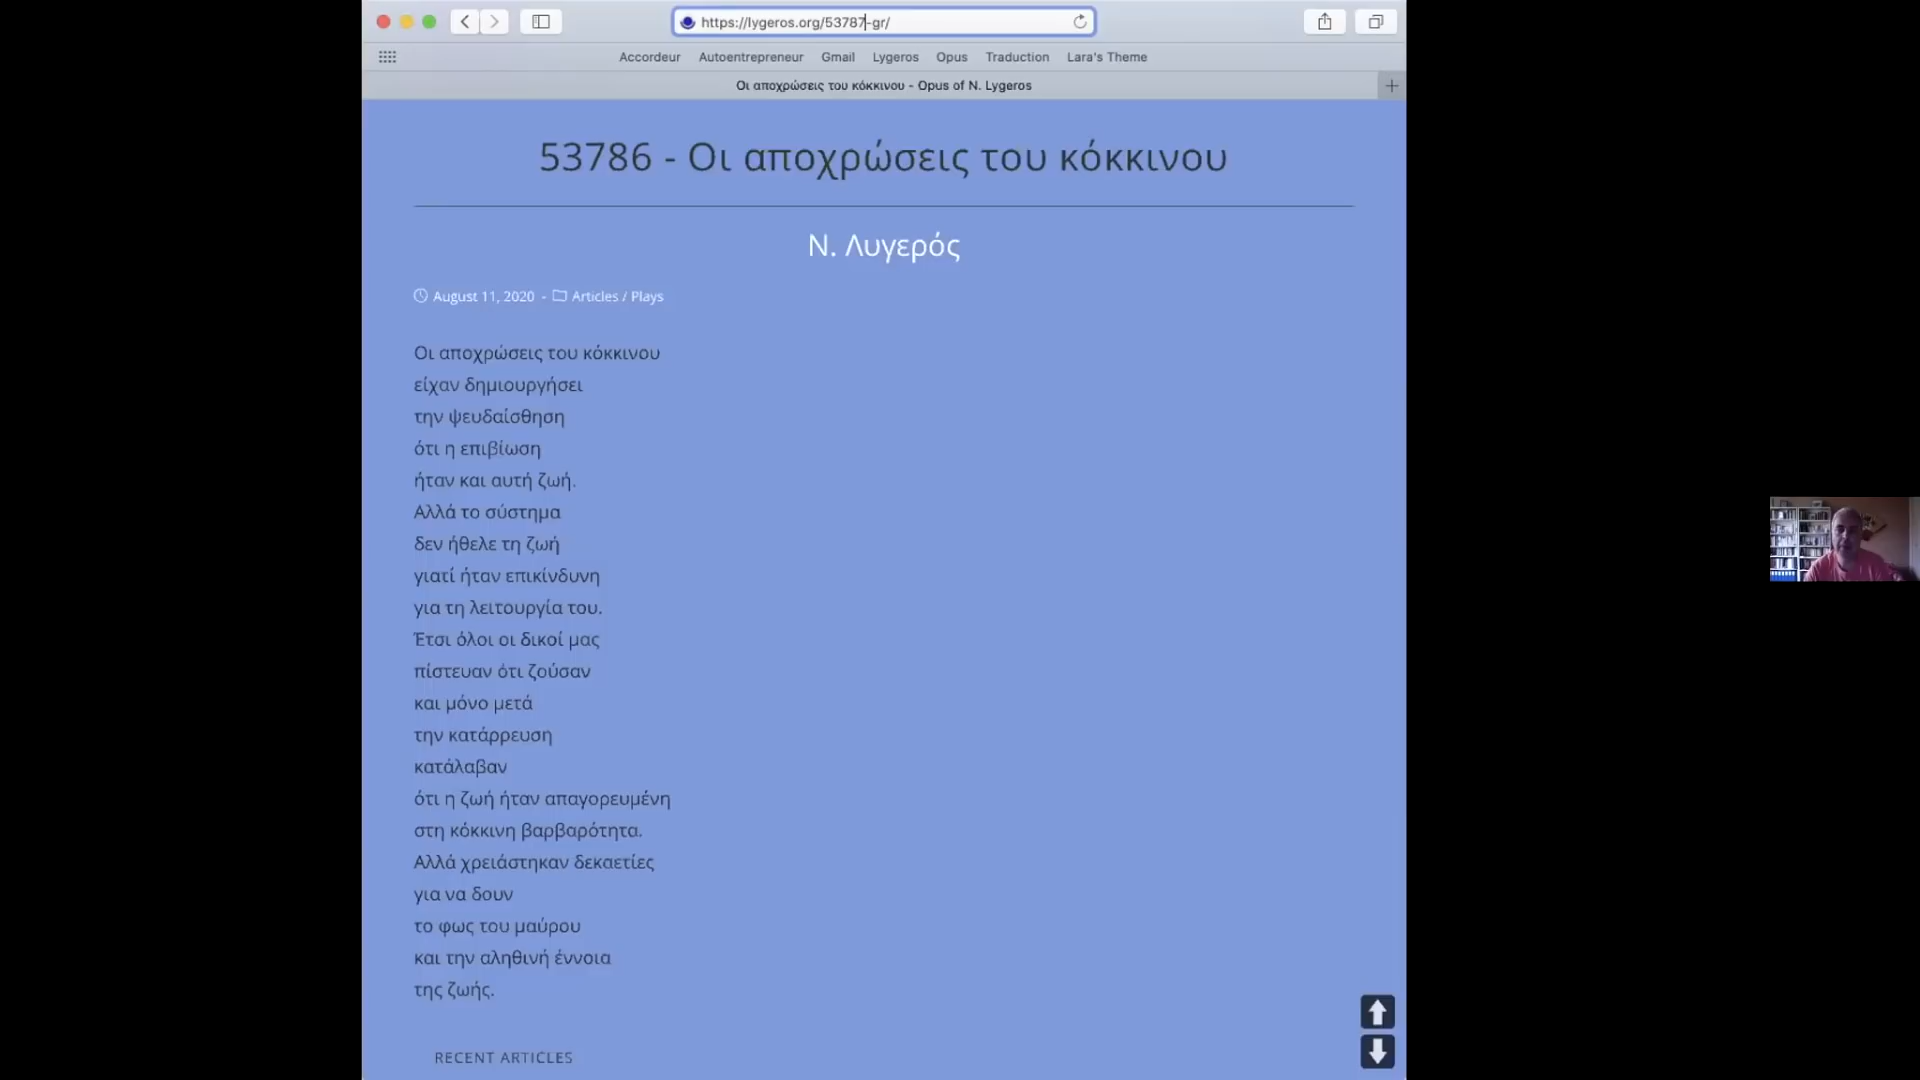 https://lygeros.org/53787-gr/
Accordeur Autoentrepreneur Gmail Lygeros Opus Traduction Lara's Theme
Οι αποχρώσεις του κόκκινου - Opus of N. Lygeros
53786 - Οι αποχρώσεις του κόκκινου
Ν. Λυγερός
August 11, 2020 - Articles / Plays
Οι αποχρώσεις του κόκκινου
είχαν δημιουργήσει
την ψευδαίσθηση
ότι η επιβίωση
ήταν και αυτή ζωή.
Αλλά το σύστημα
δεν ήθελε τη ζωή
γιατί ήταν επικίνδυνη
για τη λειτουργία του.
Έτσι όλοι οι δικοί μας
πίστευαν ότι ζούσαν
και μόνο μετά
την κατάρρευση
κατάλαβαν
ότι η ζωή ήταν απαγορευμένη
στη κόκκινη βαρβαρότητα.
Αλλά χρειάστηκαν δεκαετίες
για να δουν
το φως του μαύρου
και την αληθινή έννοια
της ζωής.
RECENT ARTICLES